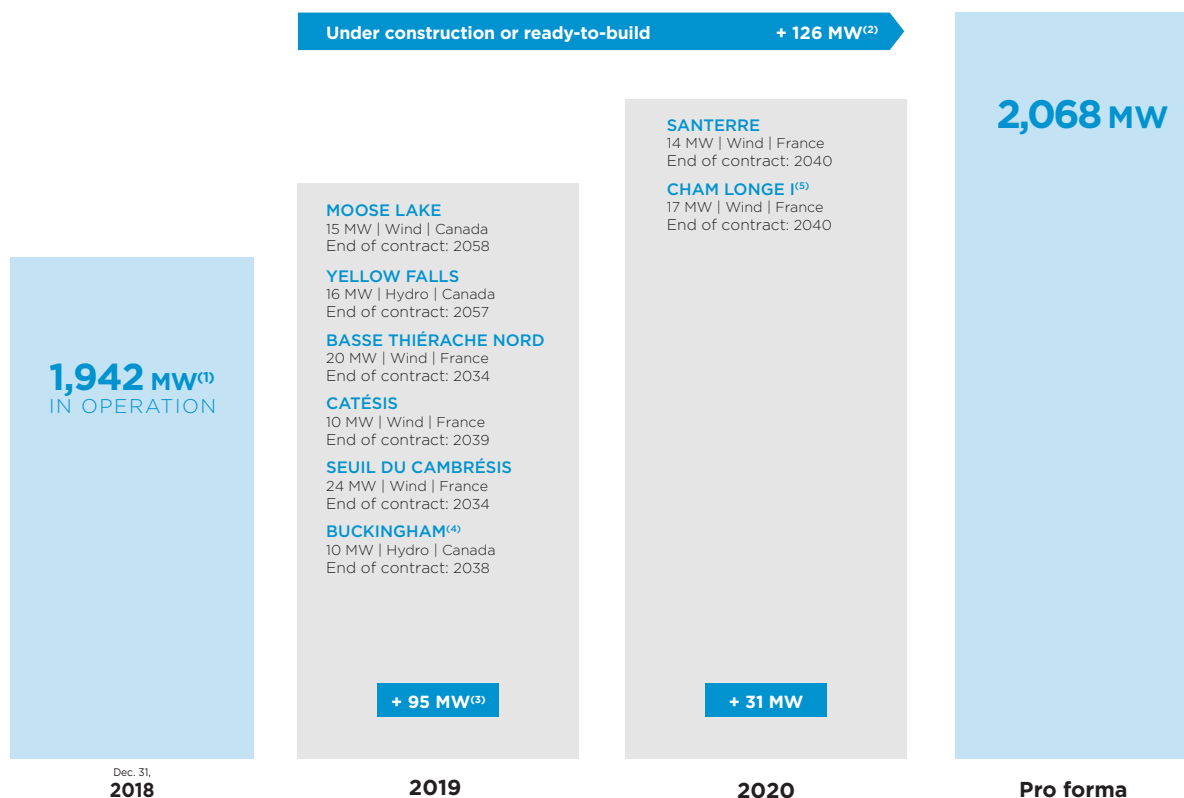 Under construction or ready-to-build + 126 MW(2)
1,942 MW(1)
IN OPERATION
Dec. 31,
2018
MOOSE LAKE
15 MW | Wind | Canada
End of contract: 2058
YELLOW FALLS
16 MW | Hydro | Canada
End of contract: 2057
BASSE THIÉRACHE NORD
20 MW | Wind | France
End of contract: 2034
CATÉSIS
10 MW | Wind | France
End of contract: 2039
SEUIL DU CAMBRÉSIS
24 MW | Wind | France
End of contract: 2034
BUCKINGHAM(4)
10 MW | Hydro | Canada
End of contract: 2038
+ 95 MW(3)
2019
SANTERRE
14 MW | Wind | France
End of contract: 2040
CHAM LONGE I(5)
17 MW | Wind | France
End of contract: 2040
+ 31 MW
2020
2,068 MW
Pro forma